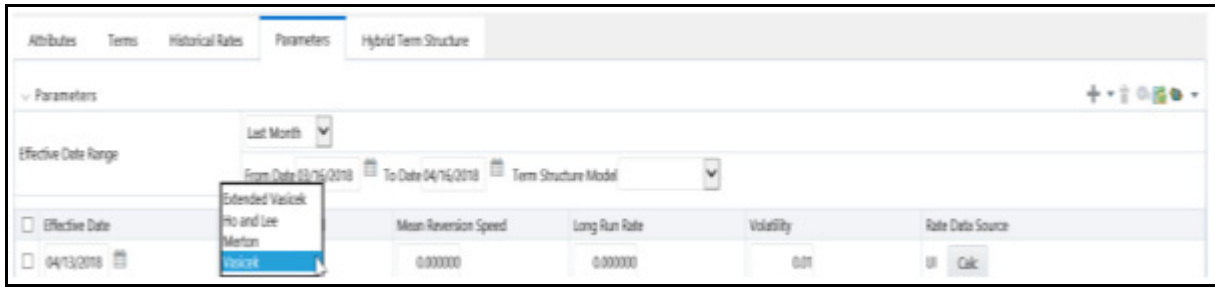 Attributes Terms Historical Rates Parameters Hybrid Term Structure
Parameters
Last Month
Effective Date Range
From Date 03/16/2018 To Date 04/16/2018 Term Structure Model
Extended Vasicek
Effective Date Ho and Lee Mean Reversion Speed Long Run Rate Volatility Rate Data Source
Merton
04/13/2018 Vasicek 0.000000 0.000000 0.01 UI Calc